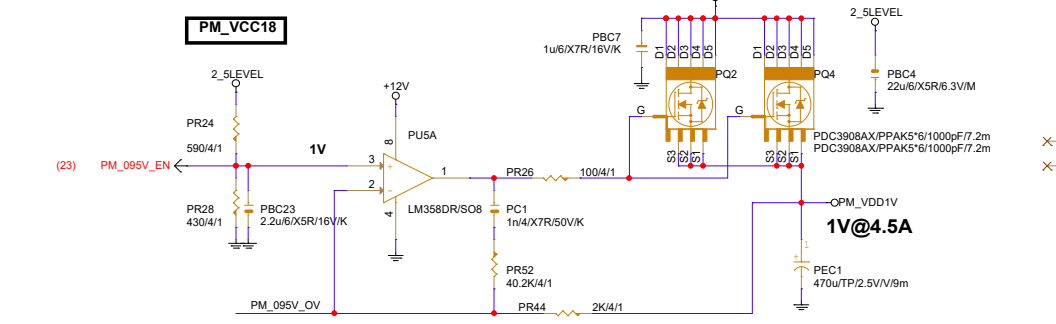 PM_VCC18
2_5LEVEL
PR24
590/4/1
(23) PM_095V_EN
PR28
430/4/1
PBC23
2.2u/6/X5R/16V/K
1V
+12V
PU5A
8
3
+
2
-
1
4
LM358DR/SO8
PR26
100/4/1
PC1
1n/4/X7R/50V/K
PR52
40.2K/4/1
PM_095V_OV
PR44
2K/4/1
PBC7
1u/6/X7R/16V/K
D1
D2
D3
D4
D5
PQ2
G
S3
S2
S1
D1
D2
D3
D4
D5
PQ4
G
S3
S2
S1
2_5LEVEL
PBC4
22u/6/X5R/6.3V/M
PDC3908AX/PPAK5*6/1000pF/7.2m
PDC3908AX/PPAK5*6/1000pF/7.2m
PM_VDD1V
1V@4.5A
1
+
PEC1
470u/TP/2.5V/V/9m